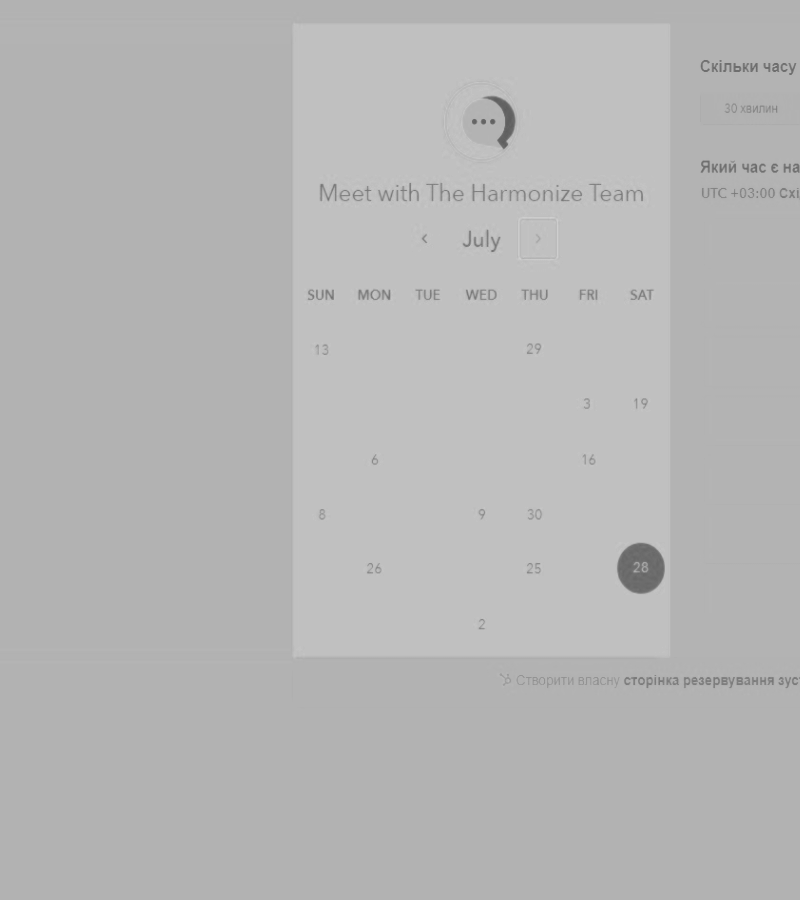 Meet with The Harmonize Team
July
SUN MON TUE WED THU FRI SAT
13 29
3 19
6 16
8 9 30
26 25 28
2
Скільки часу
30 хвилин
Який час є на
UTC +03:00 Схі
Створити власну сторінка резервування зус